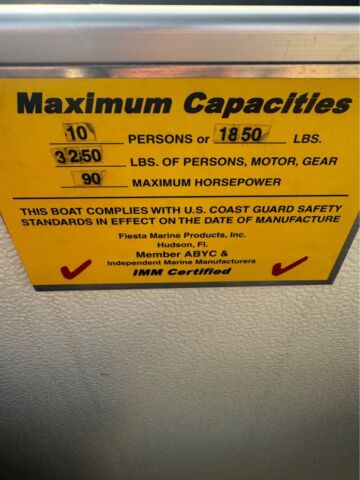 Maximum Capacities
10 PERSONS or 1850 LBS.
3250 LBS. OF PERSONS, MOTOR, GEAR
90 MAXIMUM HORSEPOWER
THIS BOAT COMPLIES WITH U.S. COAST GUARD SAFETY
STANDARDS IN EFFECT ON THE DATE OF MANUFACTURE
Fiesta Marine Products, Inc.
Hudson, Fl.
Member ABYC &
Independent Marine Manufacturers
IMM Certified